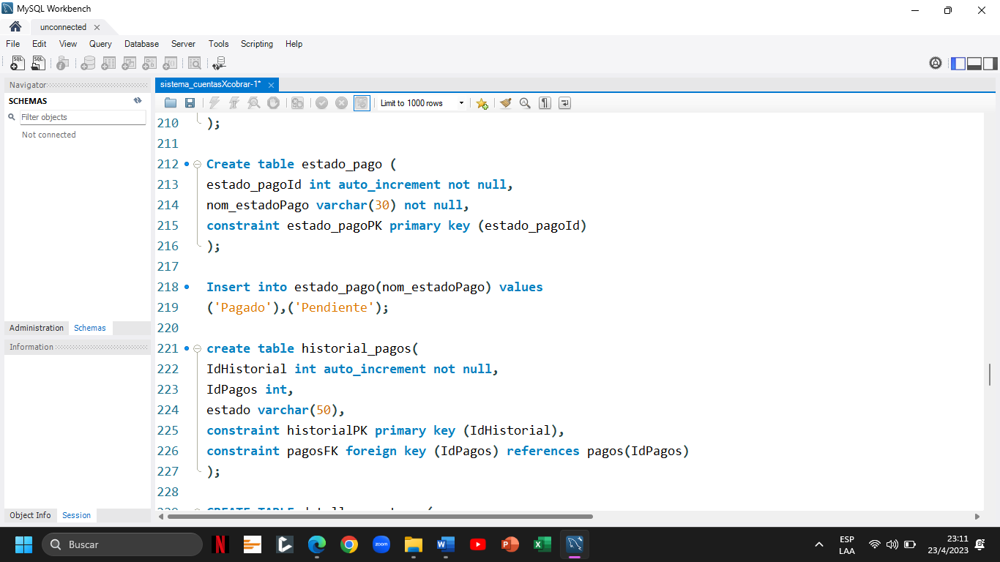 MySQL Workbench
unconnected
File Edit View Query Database Server Tools Scripting Help
Navigator
SCHEMAS
Filter objects
Not connected
Administration Schemas
Information
Object Info Session
sistema_cuentasXcobrar-1*
Limit to 1000 rows
210 );
211
212 Create table estado_pago (
213 estado_pagoId int auto_increment not null,
214 nom_estadoPago varchar(30) not null,
215 constraint estado_pagoPK primary key (estado_pagoId)
216 );
217
218 Insert into estado_pago(nom_estadoPago) values
219 ('Pagado'),('Pendiente');
220
221 create table historial_pagos(
222 IdHistorial int auto_increment not null,
223 IdPagos int,
224 estado varchar(50),
225 constraint historialPK primary key (IdHistorial),
226 constraint pagosFK foreign key (IdPagos) references pagos(IdPagos)
227 );
228
229 CREATE TABLE
Buscar
zoom
ESP
LAA
23:11
23/4/2023